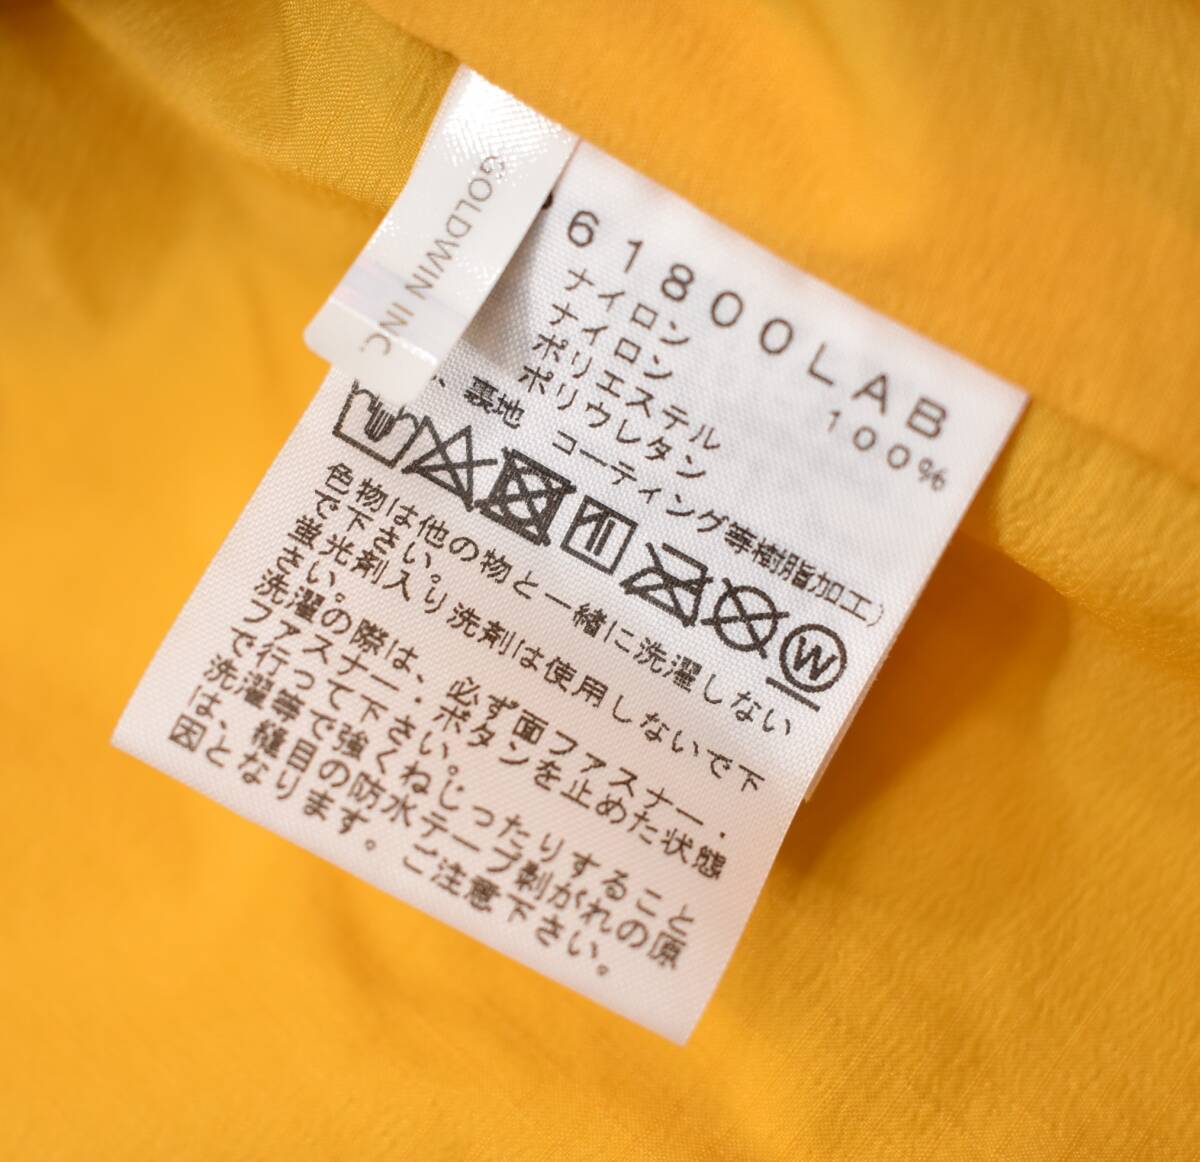 GOLDWIN INC.
61800LAB
ナイロン 100%
ナイロン
ポリエステル
ポリウレタン
裏地 コーティング等樹脂加工)
W
色物は他の物と一緒に洗濯しない
で下さい。
蛍光剤入り洗剤は使用しないで下
さい。
洗濯の際は、必ず面ファスナー・
ファスナー・ボタンを止めた状態
で行って下さい。
洗濯等で強くねじったりすること
は、縫目の防水テープ剥がれの原
因となります。ご注意下さい。